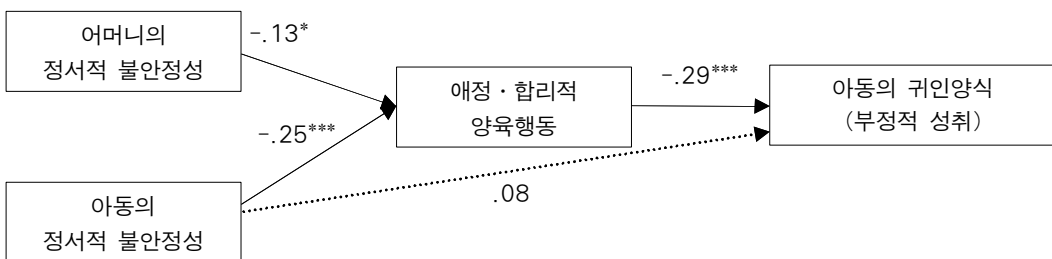 어머니의
정서적 불안정성
-.13*
애정・합리적
양육행동
-.29***
아동의 귀인양식
(부정적 성취)
-.25***
아동의
정서적 불안정성
.08